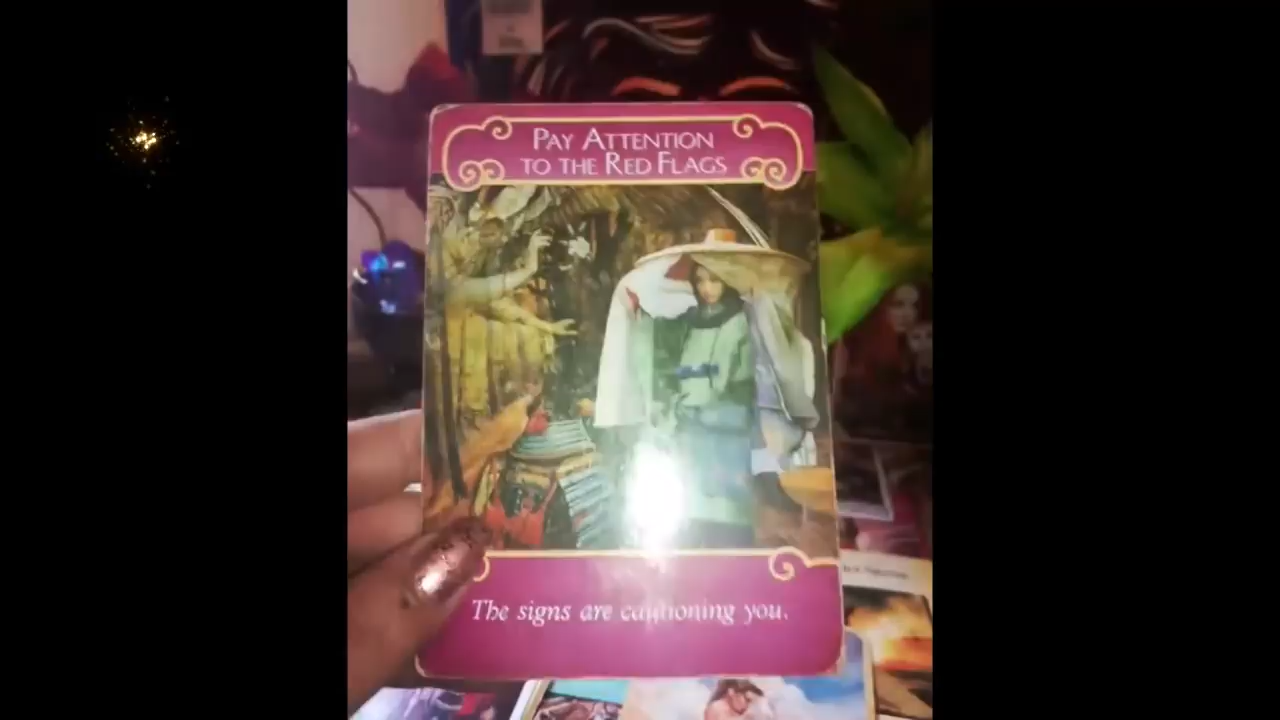 PAY ATTENTION
TO THE RED FLAGS
The signs are cautioning you.